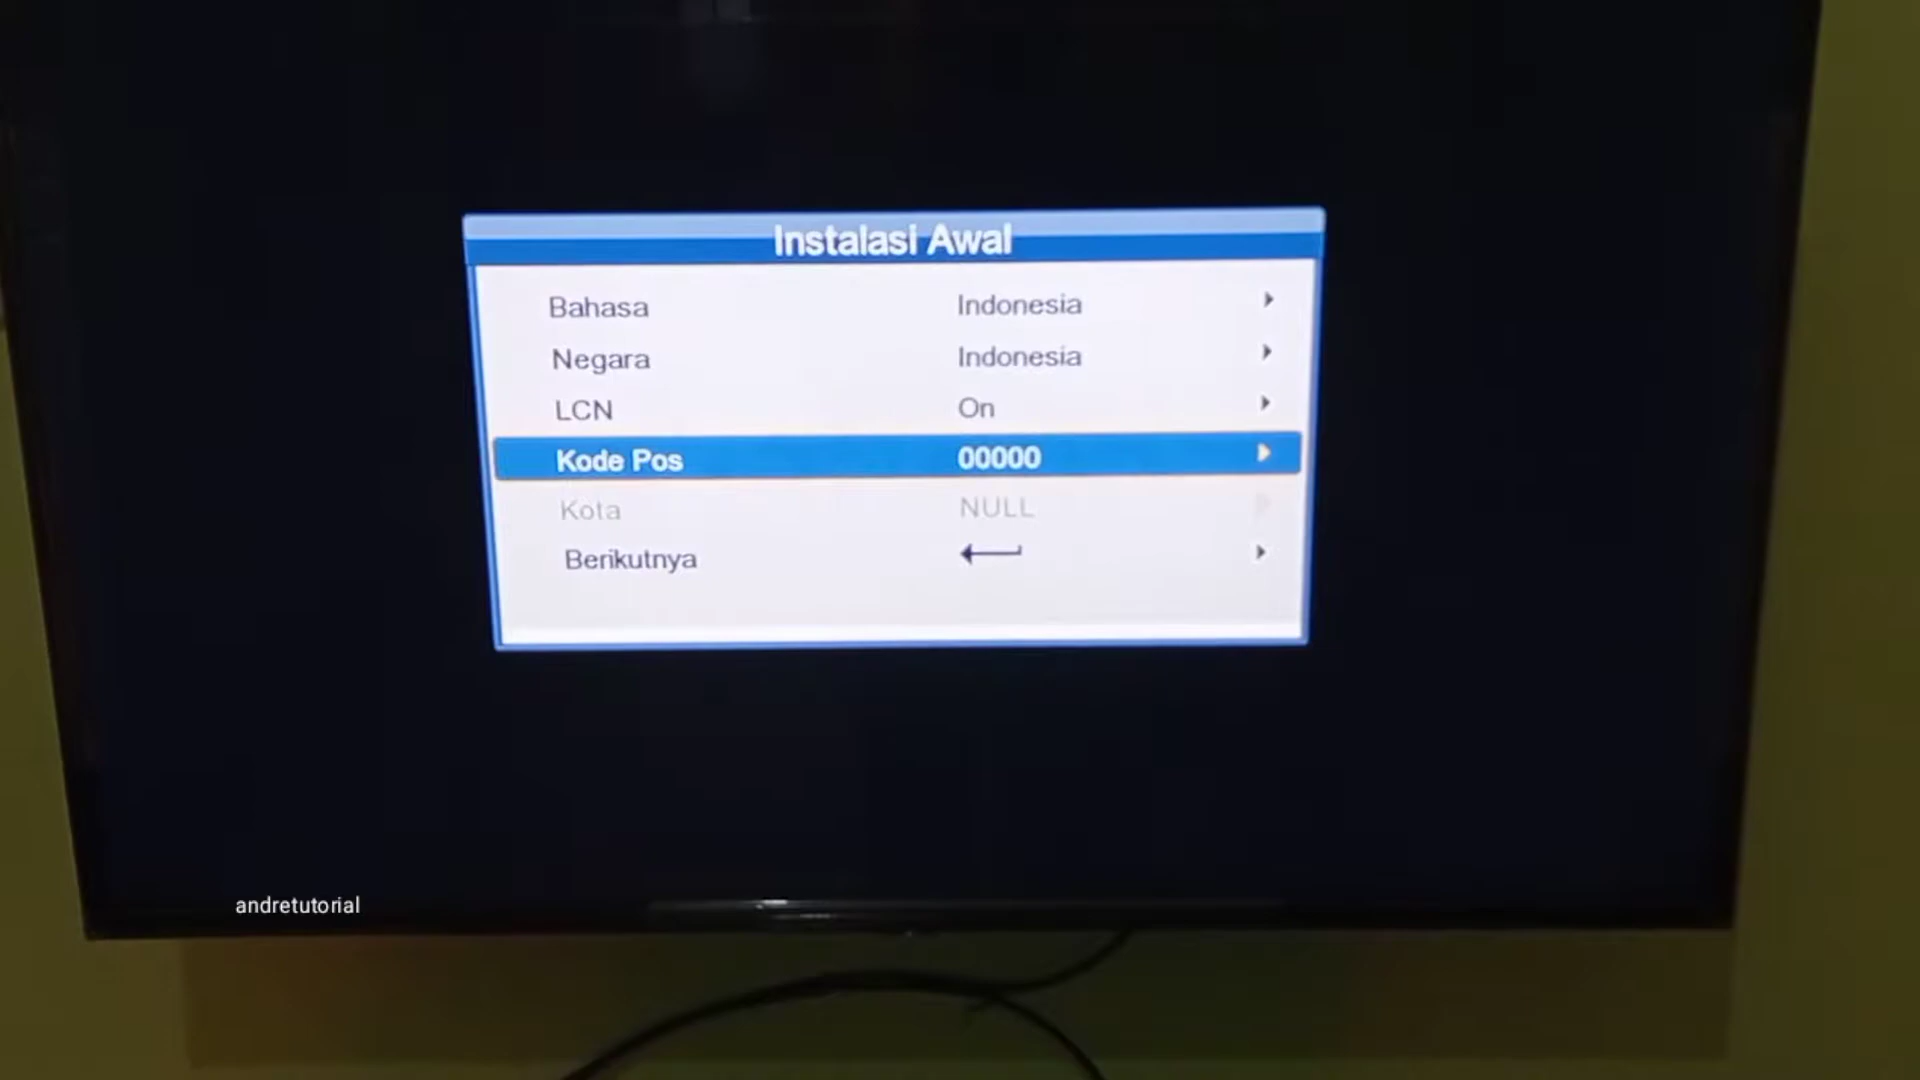 Instalasi Awal
Bahasa Indonesia
Negara Indonesia
LCN On
Kode Pos 00000
Kota NULL
Berikutnya
andretutorial